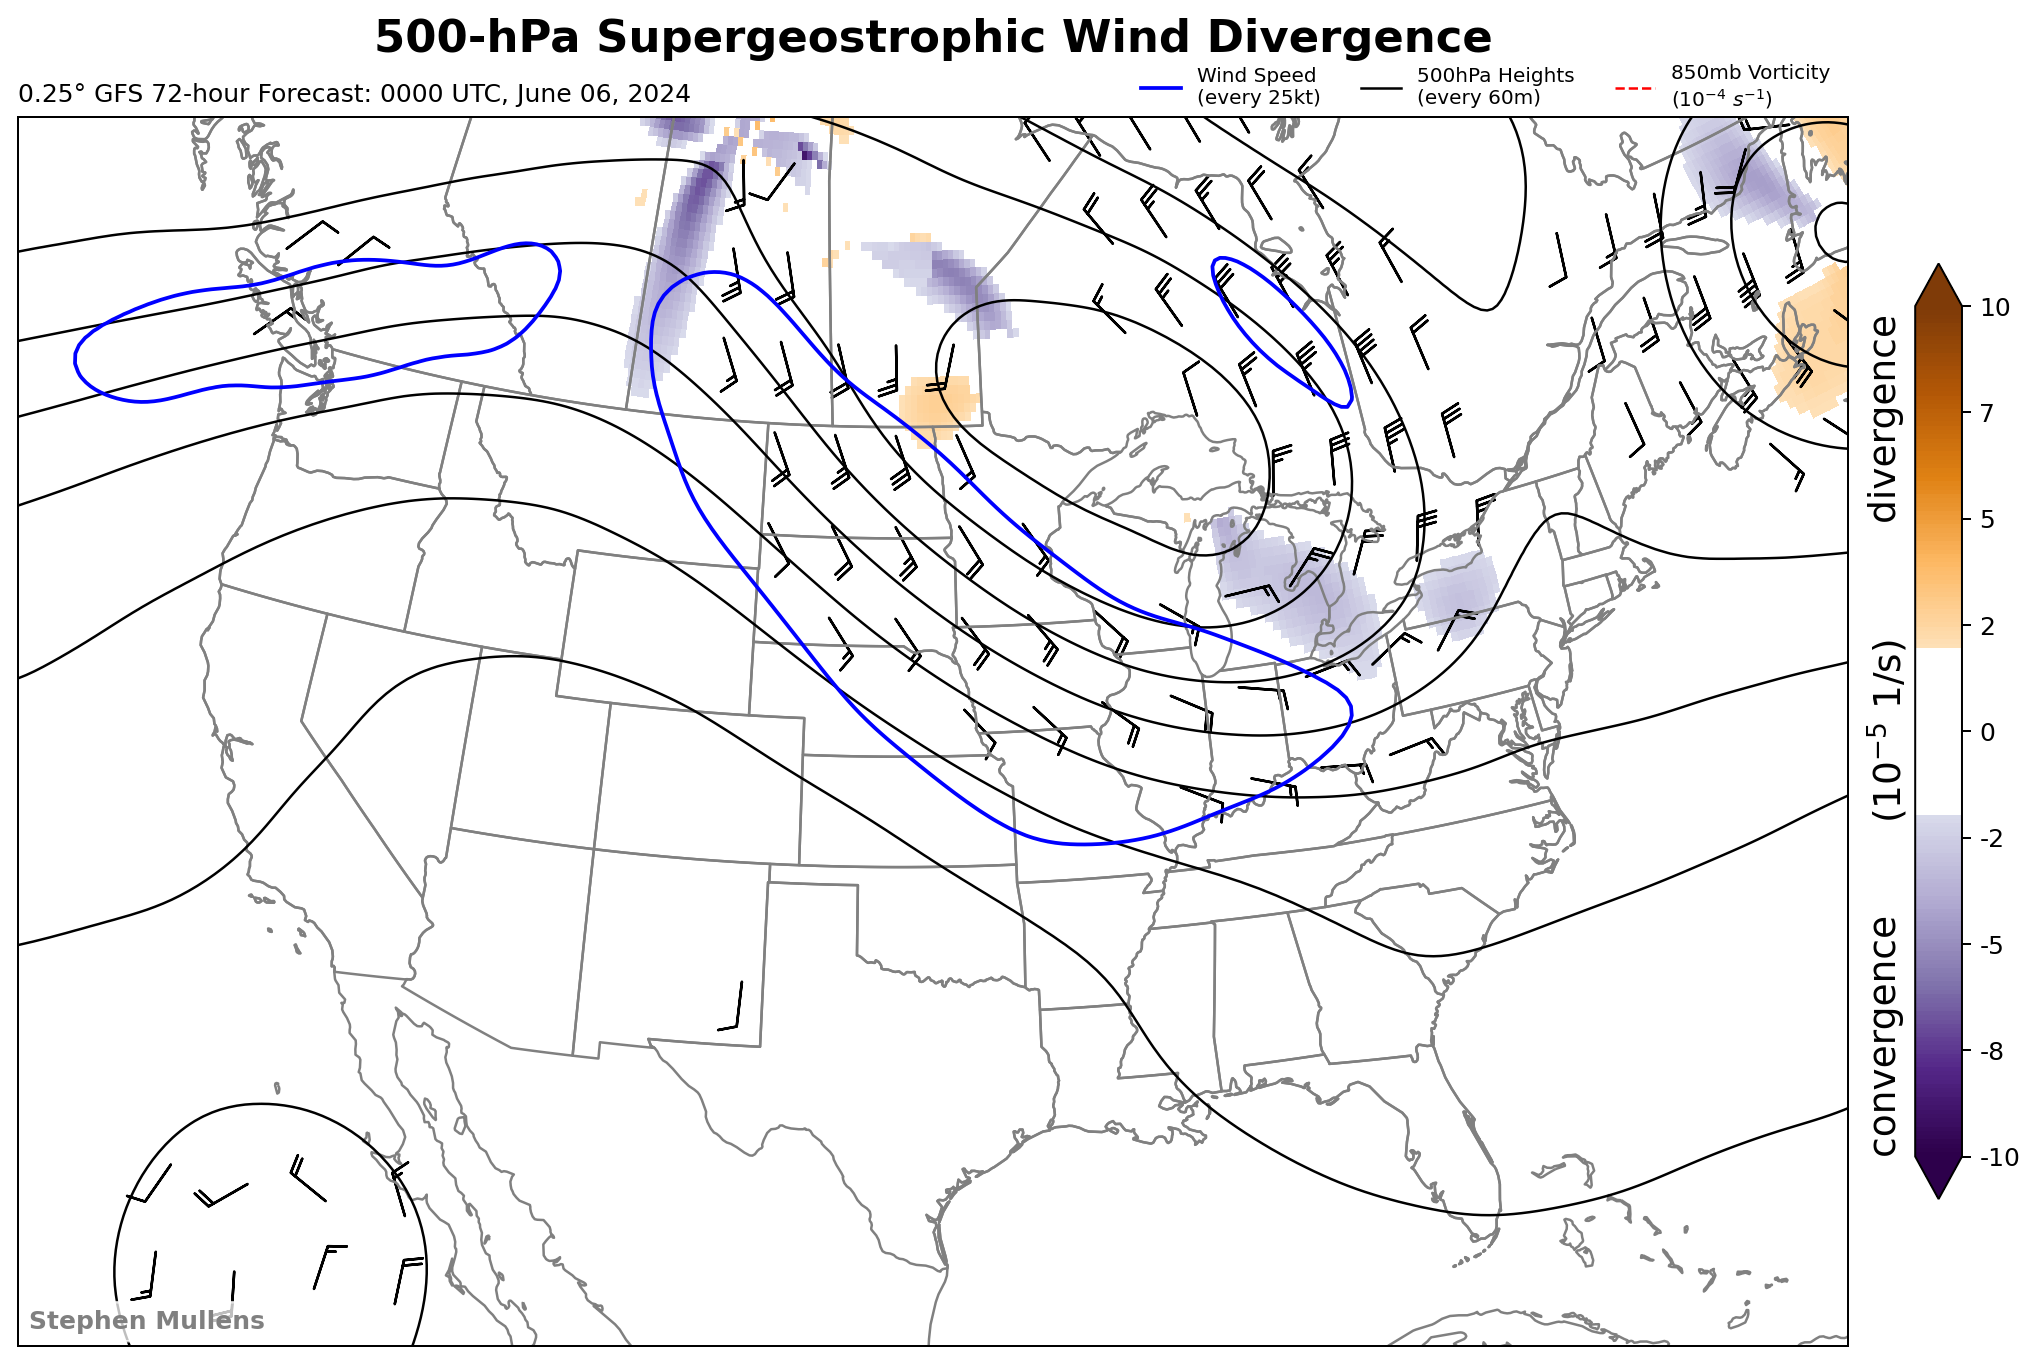 500-hPa Supergeostrophic Wind Divergence
0.25° GFS 72-hour Forecast: 0000 UTC, June 06, 2024
Wind Speed
(every 25kt)
500hPa Heights
(every 60m)
850mb Vorticity
(10⁻⁴ s⁻¹)
10
7
5
2
0
-2
-5
-8
-10
convergence (10⁻⁵ 1/s) divergence
Stephen Mullens